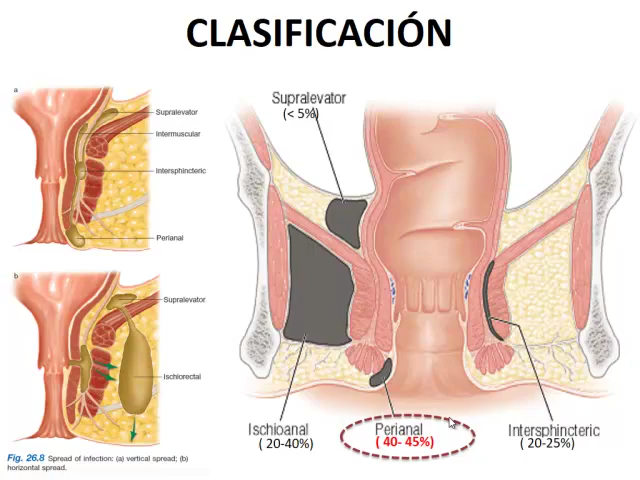 CLASIFICACIÓN
a
Supralevator
Intermuscular
Intersphincteric
Perianal
b
Supralevator
Ischiorectal
Fig. 26.8 Spread of infection: (a) vertical spread; (b)
horizontal spread.
Supralevator
(< 5%)
Ischioanal
( 20-40%)
Perianal
( 40- 45%)
Intersphincteric
( 20-25%)